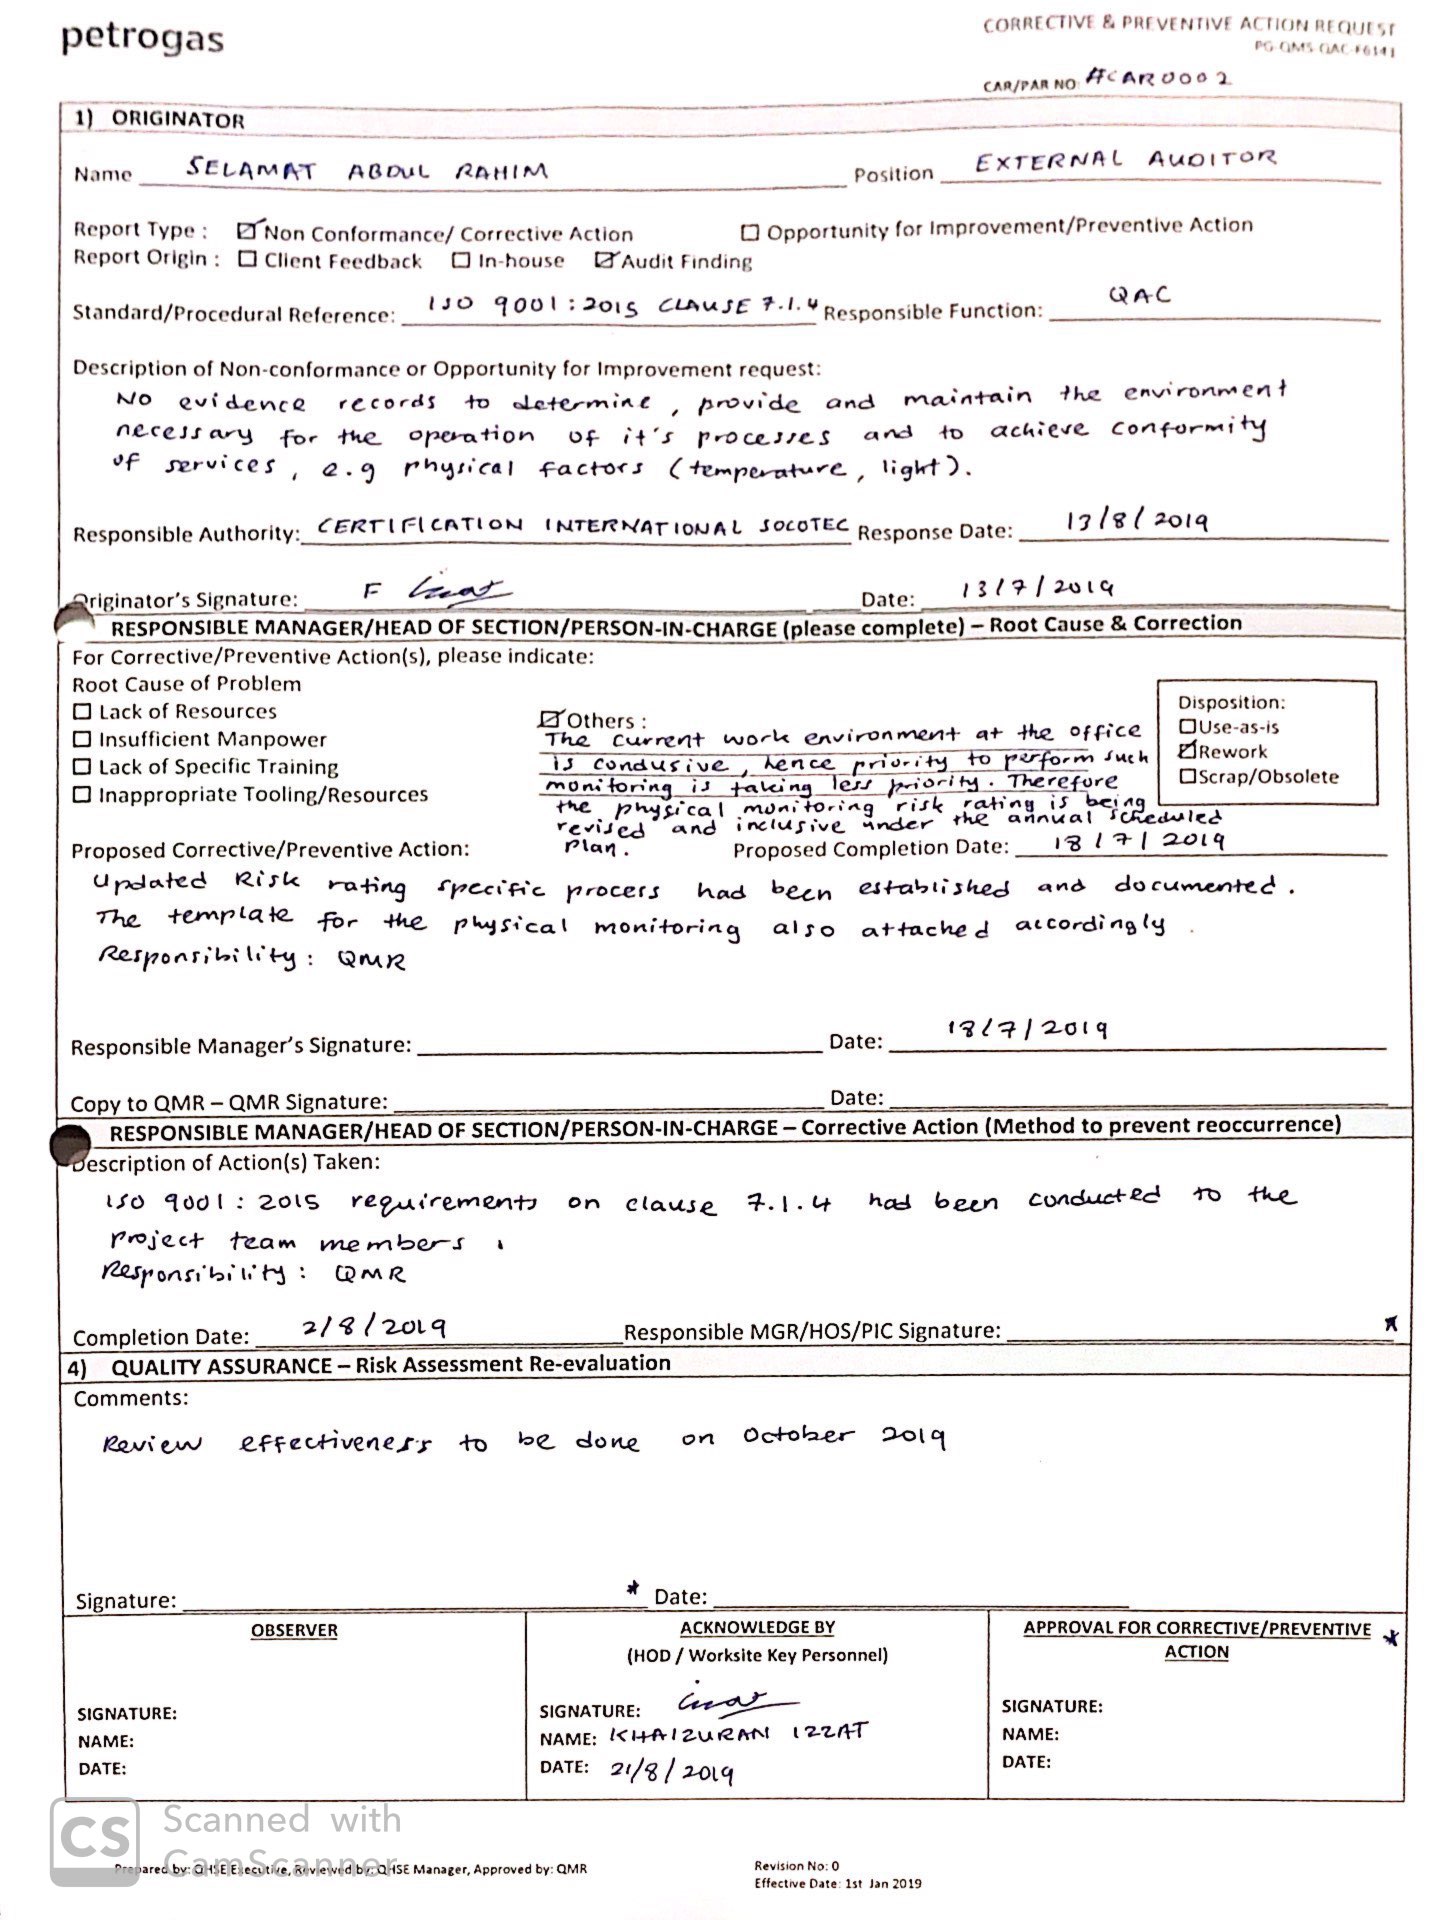 petrogas
CORRECTIVE & PREVENTIVE ACTION REQUEST
PG-QMS-QAC-F6141
CAR/PAR NO: #CAR0002
1) ORIGINATOR
Name SELAMAT ABDUL RAHIM Position EXTERNAL AUDITOR
Report Type : ☑ Non Conformance/ Corrective Action ☐ Opportunity for Improvement/Preventive Action
Report Origin : ☐ Client Feedback ☐ In-house ☑ Audit Finding
Standard/Procedural Reference: ISO 9001:2015 CLAUSE 7.1.4 Responsible Function: QAC
Description of Non-conformance or Opportunity for Improvement request:
No evidence records to determine, provide and maintain the environment
necessary for the operation of it's processes and to achieve conformity
of services, e.g physical factors (temperature, light).
Responsible Authority: CERTIFICATION INTERNATIONAL SOCOTEC Response Date: 13/8/2019
Originator's Signature: F Date: 13/7/2019
RESPONSIBLE MANAGER/HEAD OF SECTION/PERSON-IN-CHARGE (please complete) – Root Cause & Correction
For Corrective/Preventive Action(s), please indicate:
Root Cause of Problem
☐ Lack of Resources
☐ Insufficient Manpower
☐ Lack of Specific Training
☐ Inappropriate Tooling/Resources
☑ Others :
The current work environment at the office
is condusive, hence priority to perform such
monitoring is taking less priority. Therefore
the physical monitoring risk rating is being
revised and inclusive under the annual scheduled
plan.
Disposition:
☐Use-as-is
☑Rework
☐Scrap/Obsolete
Proposed Corrective/Preventive Action: Proposed Completion Date: 18/7/2019
Updated Risk rating specific process had been established and documented.
The template for the physical monitoring also attached accordingly.
Responsibility: QMR
Responsible Manager's Signature: Date: 18/7/2019
Copy to QMR – QMR Signature: Date:
RESPONSIBLE MANAGER/HEAD OF SECTION/PERSON-IN-CHARGE – Corrective Action (Method to prevent reoccurrence)
Description of Action(s) Taken:
ISO 9001:2015 requirements on clause 7.1.4 had been conducted to the
project team members.
Responsibility: QMR
Completion Date: 2/8/2019 Responsible MGR/HOS/PIC Signature: *
4) QUALITY ASSURANCE – Risk Assessment Re-evaluation
Comments:
Review effectiveness to be done on October 2019
Signature: * Date:
OBSERVER
SIGNATURE:
NAME:
DATE:
ACKNOWLEDGE BY
(HOD / Worksite Key Personnel)
SIGNATURE:
NAME: KHAIZURAN IZZAT
DATE: 21/8/2019
APPROVAL FOR CORRECTIVE/PREVENTIVE *
ACTION
SIGNATURE:
NAME:
DATE:
CS Scanned with
CamScanner
Prepared by: QHSE Executive, Reviewed by: QHSE Manager, Approved by: QMR
Revision No: 0
Effective Date: 1st Jan 2019